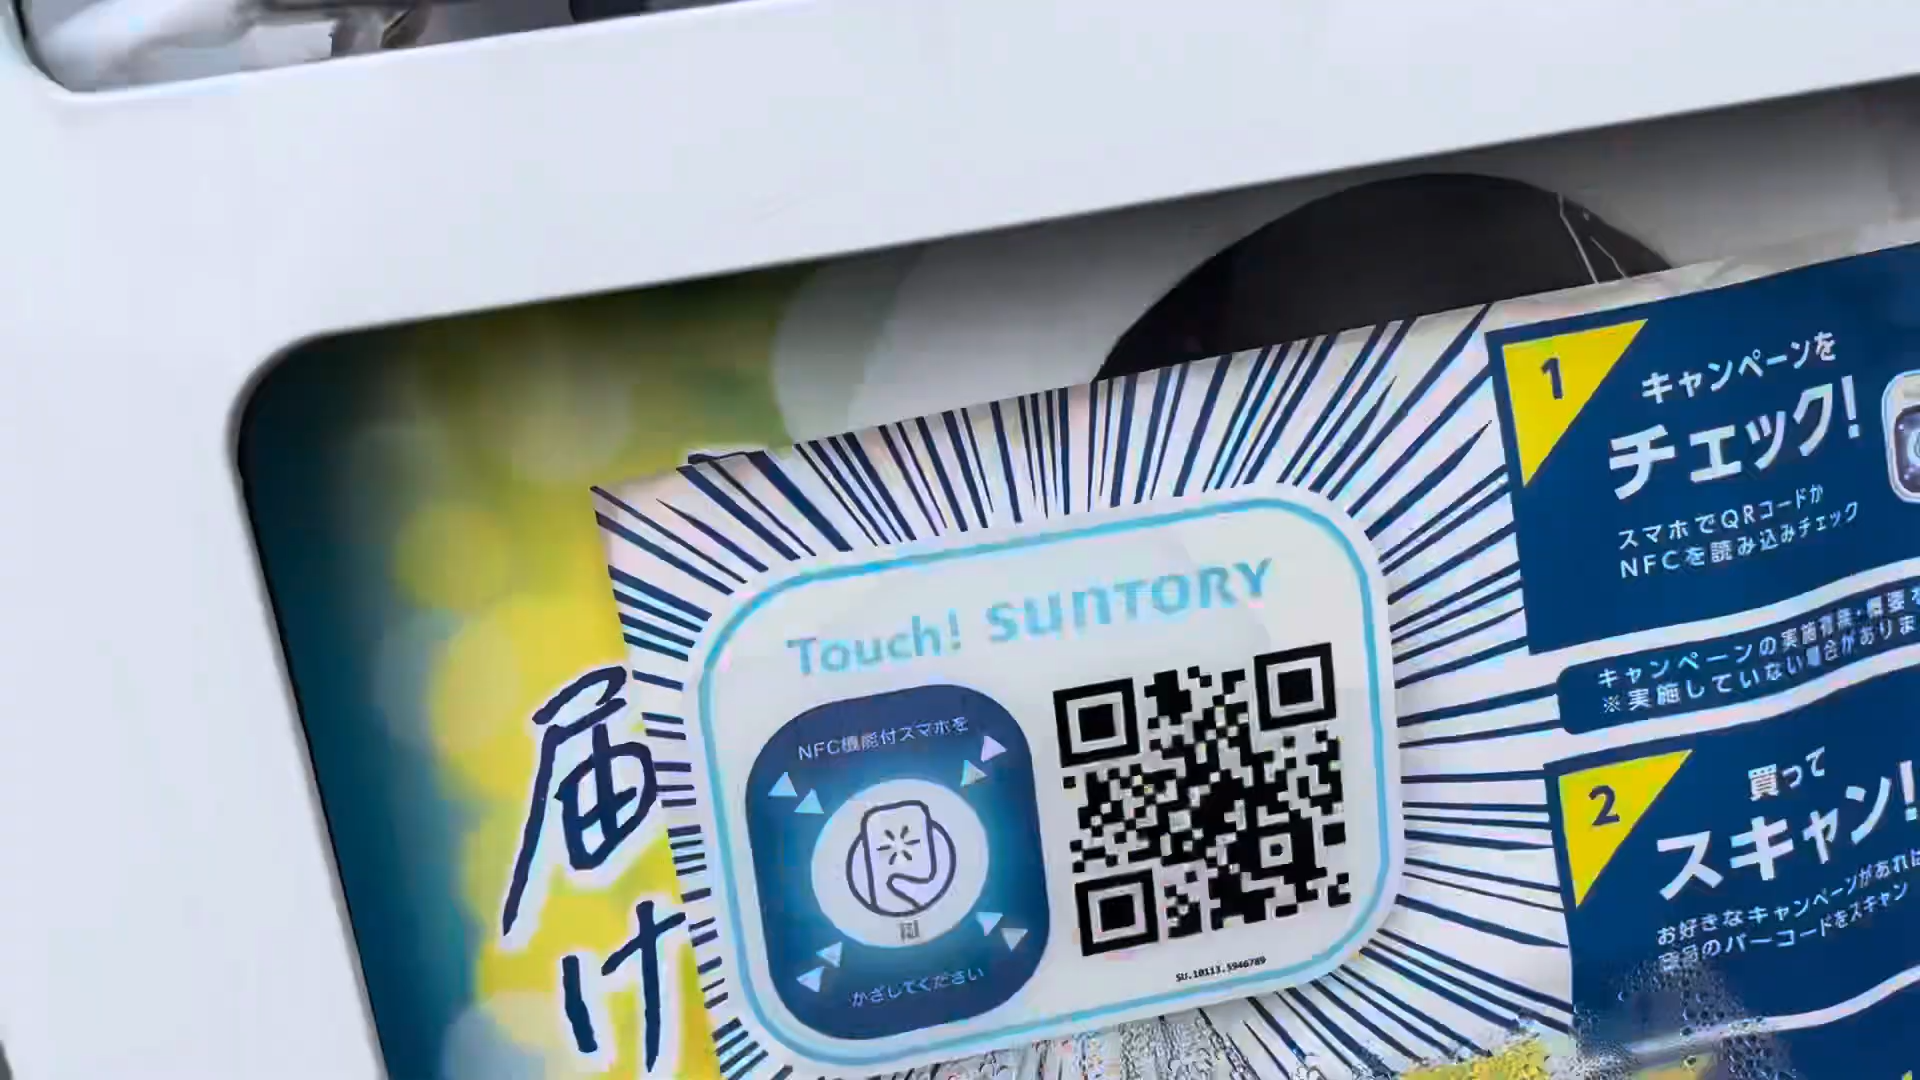 届け
Touch! SUNTORY
NFC機能付スマホを
かざしてください
SU.10113.5946789
1
キャンペーンを
チェック!
スマホでQRコードか
NFCを読み込みチェック
キャンペーンの実施有無・概要
※実施していない場合がありま
2
買って
スキャン!
お好きなキャンペーンがあれば
のバーコードをスキャン